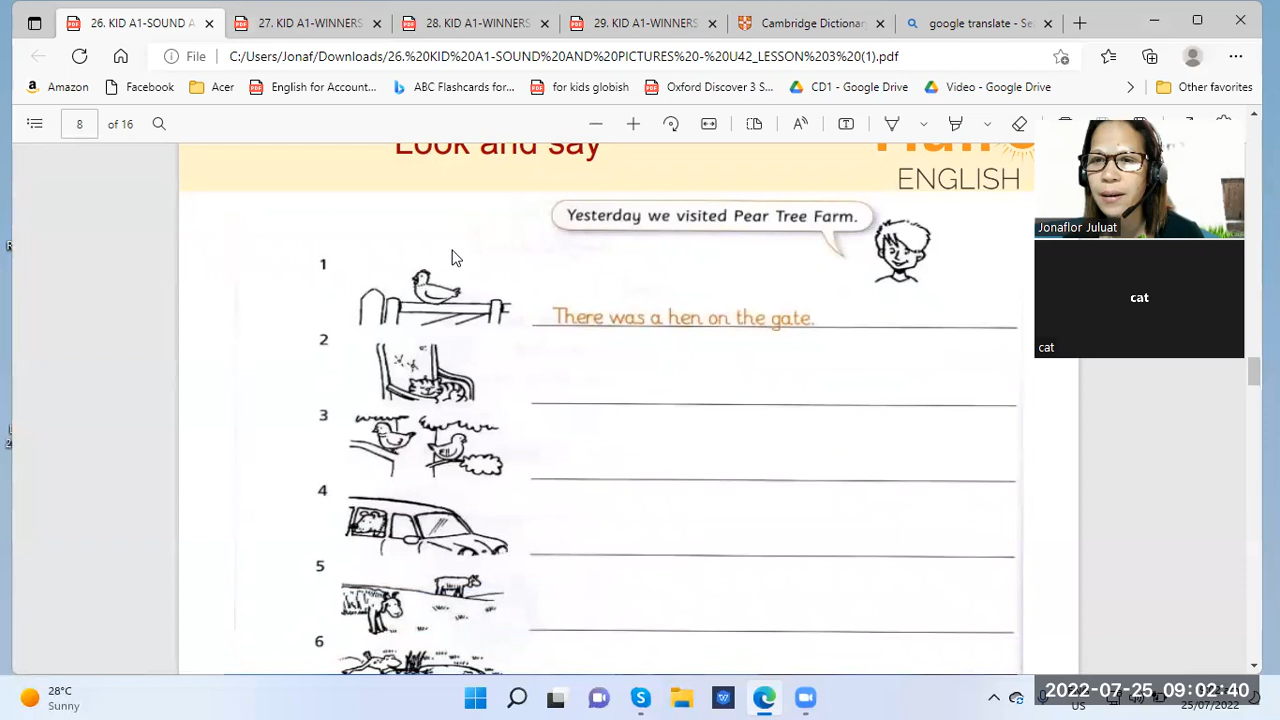 26. KID A1-SOUND A
27. KID A1-WINNERS
28. KID A1-WINNERS
29. KID A1-WINNERS
Cambridge Dictionar
google translate - Se
File
C:/Users/Jonaf/Downloads/26.%20KID%20A1-SOUND%20AND%20PICTURES%20-%20U42_LESSON%203%20(1).pdf
Amazon
Facebook
Acer
English for Account...
ABC Flashcards for...
for kids globish
Oxford Discover 3 S...
CD1 - Google Drive
Video - Google Drive
Other favorites
8 of 16
Look and say
ENGLISH
Yesterday we visited Pear Tree Farm.
1
There was a hen on the gate.
2
3
4
5
6
Jonaflor Juluat
cat
cat
28°C
Sunny
US
2022-07-25 09:02:40
25/07/2022